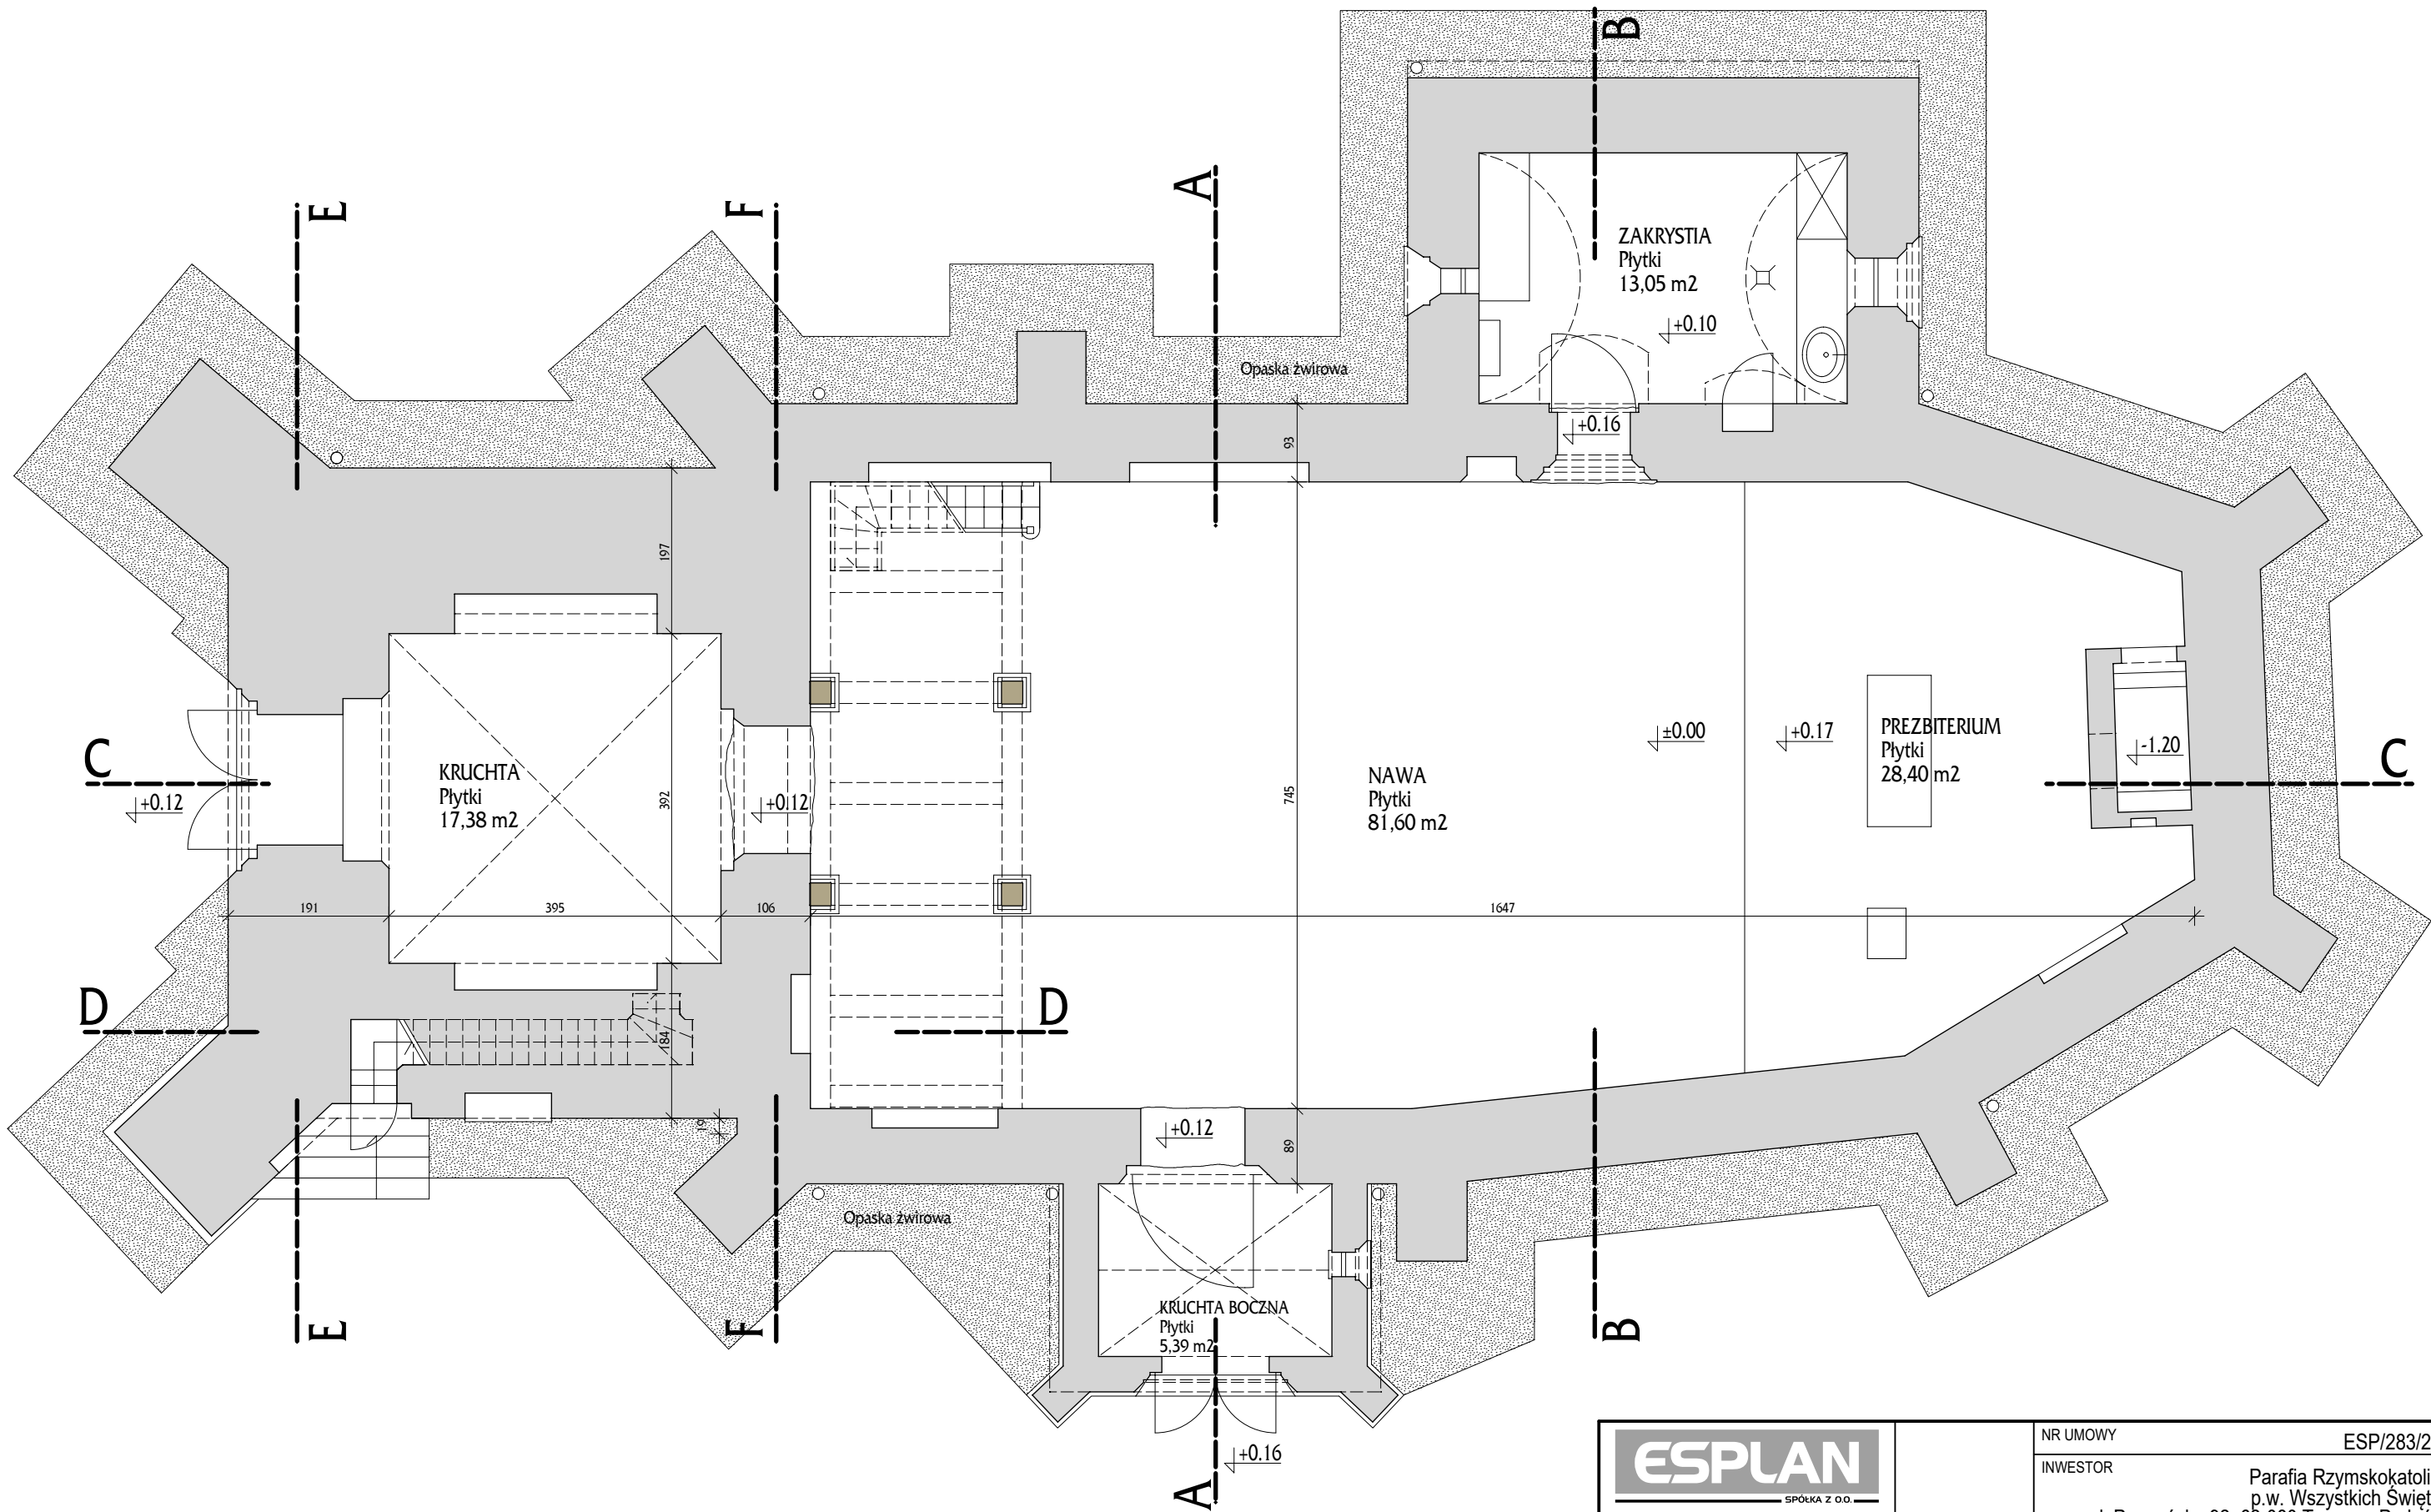 B
A
E
F
ZAKRYSTIA
Płytki
13,05 m2
+0.10
Opaska żwirowa
+0.16
93
197
±0.00
+0.17
PREZBITERIUM
Płytki
28,40 m2
-1.20
C
C
KRUCHTA
Płytki
17,38 m2
+0.12
+0.12
392
NAWA
Płytki
81,60 m2
745
191
395
106
1647
D
D
184
19
+0.12
89
Opaska żwirowa
KRUCHTA BOCZNA
Płytki
5,39 m2
E
F
B
+0.16
A
ESPLAN
SPÓŁKA Z O.O.
NR UMOWY
ESP/283/2
INWESTOR
Parafia Rzymskokatoli
p.w. Wszystkich Święt